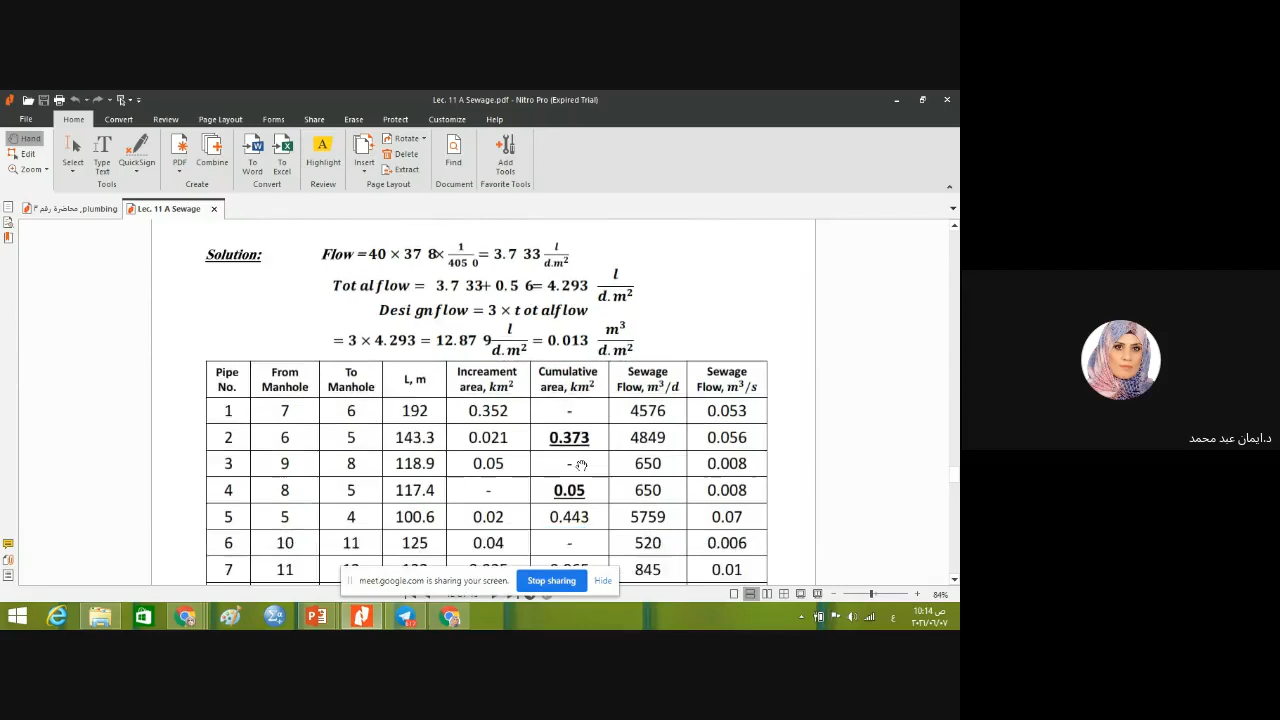 Lec. 11 A Sewage.pdf - Nitro Pro (Expired Trial)
File Home Convert Review Page Layout Forms Share Erase Protect Customize Help
Hand
Edit
Zoom
Select
Type Text
QuickSign
Tools
PDF
Combine
Create
To Word
To Excel
Convert
Highlight
Review
Insert
Rotate
Delete
Extract
Page Layout
Find
Document
Add Tools
Favorite Tools
محاضرة رقم ٣ ,plumbing
Lec. 11 A Sewage
Solution: Flow = 40 × 37 8× 1/405 0 = 3.7 33 l/d.m²
Tot al flow = 3.7 33+ 0.5 6= 4.293 l/d.m²
Desi gn flow = 3 × t ot alflow
= 3 × 4.293 = 12.87 9 l/d.m² = 0.013 m³/d.m²
Pipe No. From Manhole To Manhole L, m Increament area, km² Cumulative area, km² Sewage Flow, m³/d Sewage Flow, m³/s
1 7 6 192 0.352 - 4576 0.053
2 6 5 143.3 0.021 0.373 4849 0.056
3 9 8 118.9 0.05 - 650 0.008
4 8 5 117.4 - 0.05 650 0.008
5 5 4 100.6 0.02 0.443 5759 0.07
6 10 11 125 0.04 - 520 0.006
7 11 845 0.01
meet.google.com is sharing your screen. Stop sharing Hide
84%
ع
10:14 ص
٢٠٢١/٠٦/٠٧
د.ايمان عبد محمد